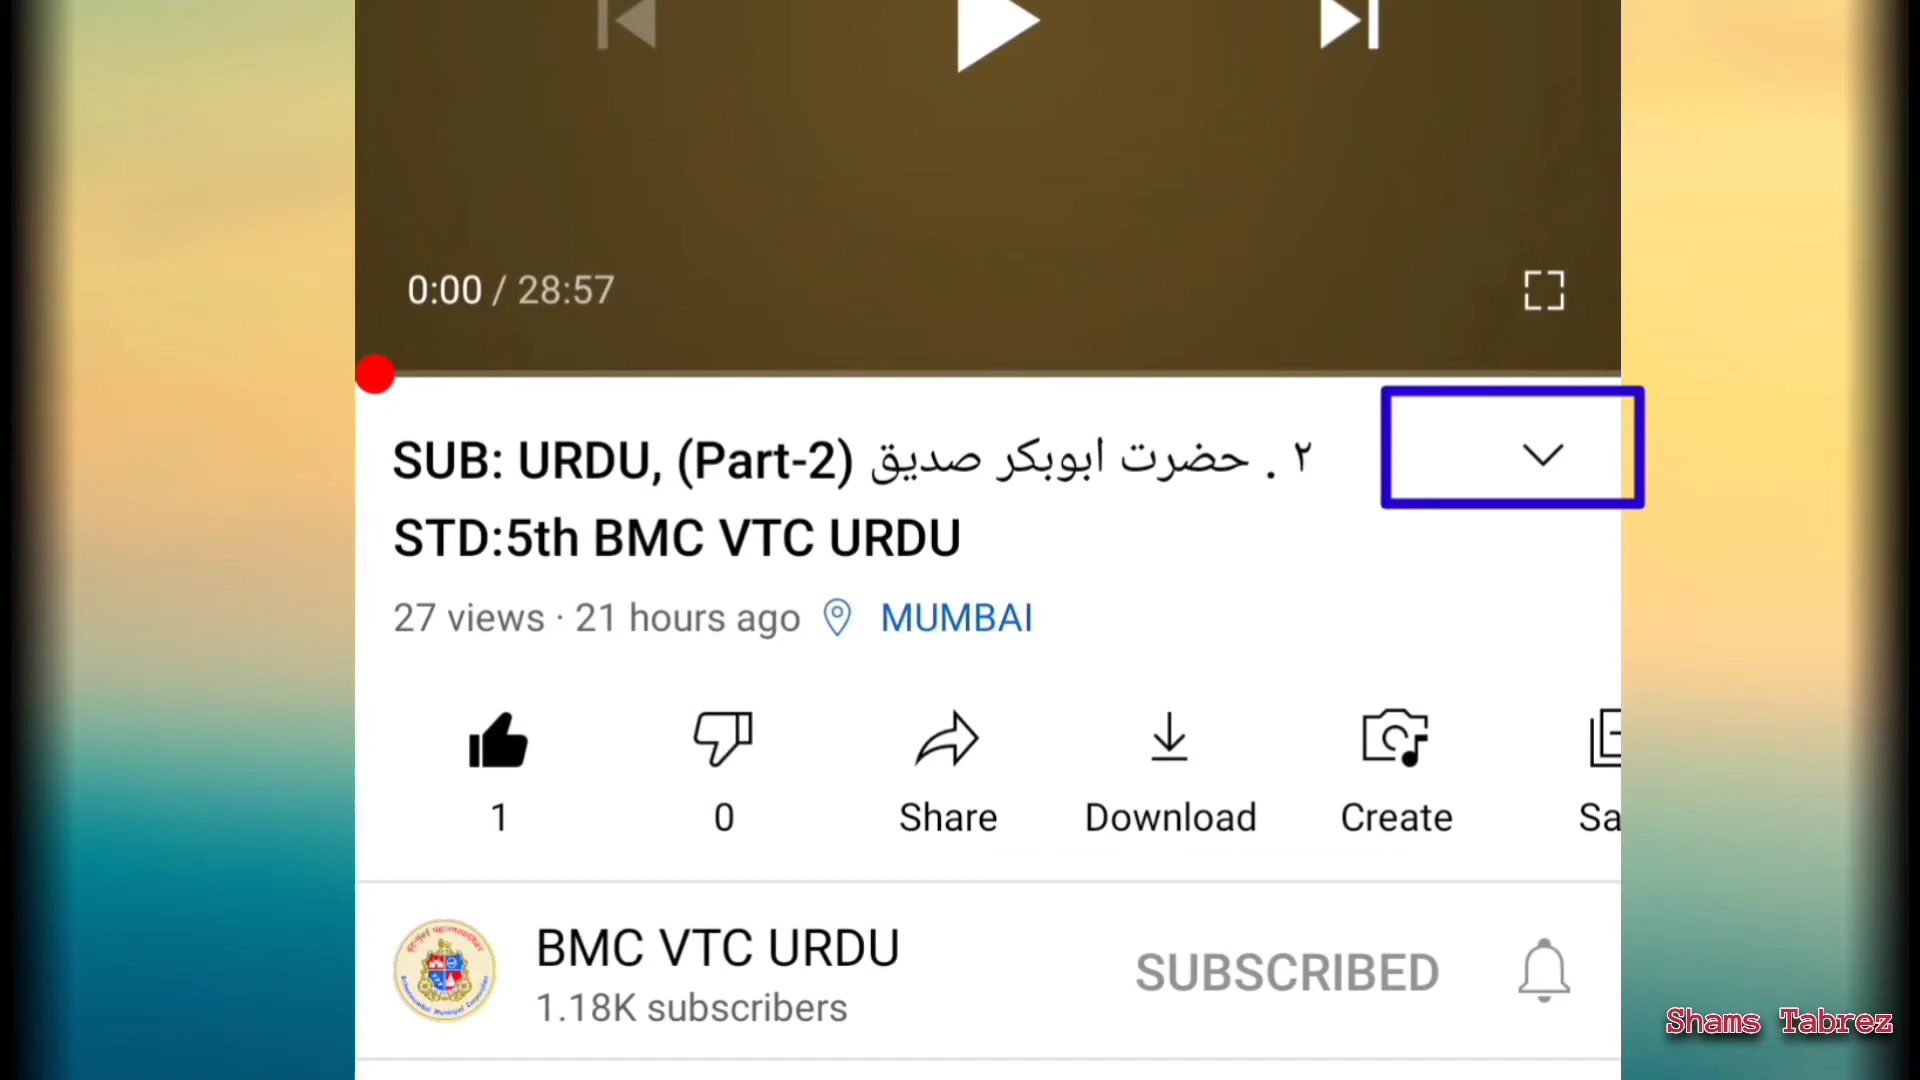 0:00 / 28:57
SUB: URDU, (Part-2) ۲ . حضرت ابوبکر صدیق
STD:5th BMC VTC URDU
27 views · 21 hours ago MUMBAI
1 0 Share Download Create Sa
BMC VTC URDU
1.18K subscribers
SUBSCRIBED
Shams Tabrez